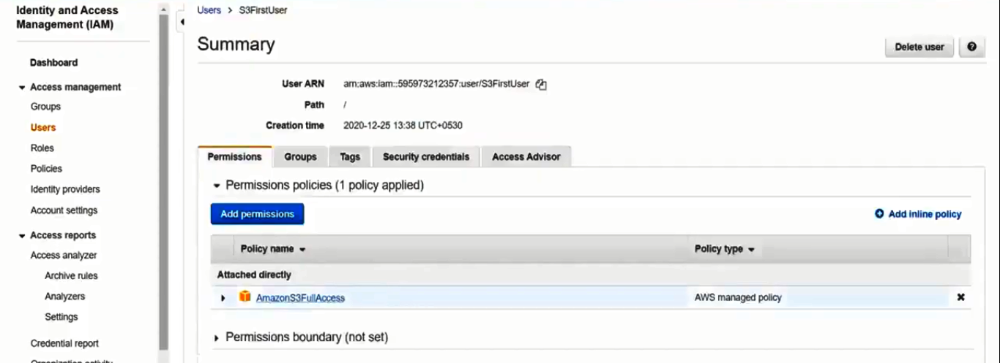 Identity and Access
Management (IAM)
Dashboard
Access management
Groups
Users
Roles
Policies
Identity providers
Account settings
Access reports
Access analyzer
Archive rules
Analyzers
Settings
Credential report
Organization activity
Users > S3FirstUser
Summary
Delete user ?
User ARN arn:aws:iam::595973212357:user/S3FirstUser
Path /
Creation time 2020-12-25 13:38 UTC+0530
Permissions Groups Tags Security credentials Access Advisor
Permissions policies (1 policy applied)
Add permissions Add inline policy
Policy name Policy type
Attached directly
AmazonS3FullAccess AWS managed policy
Permissions boundary (not set)